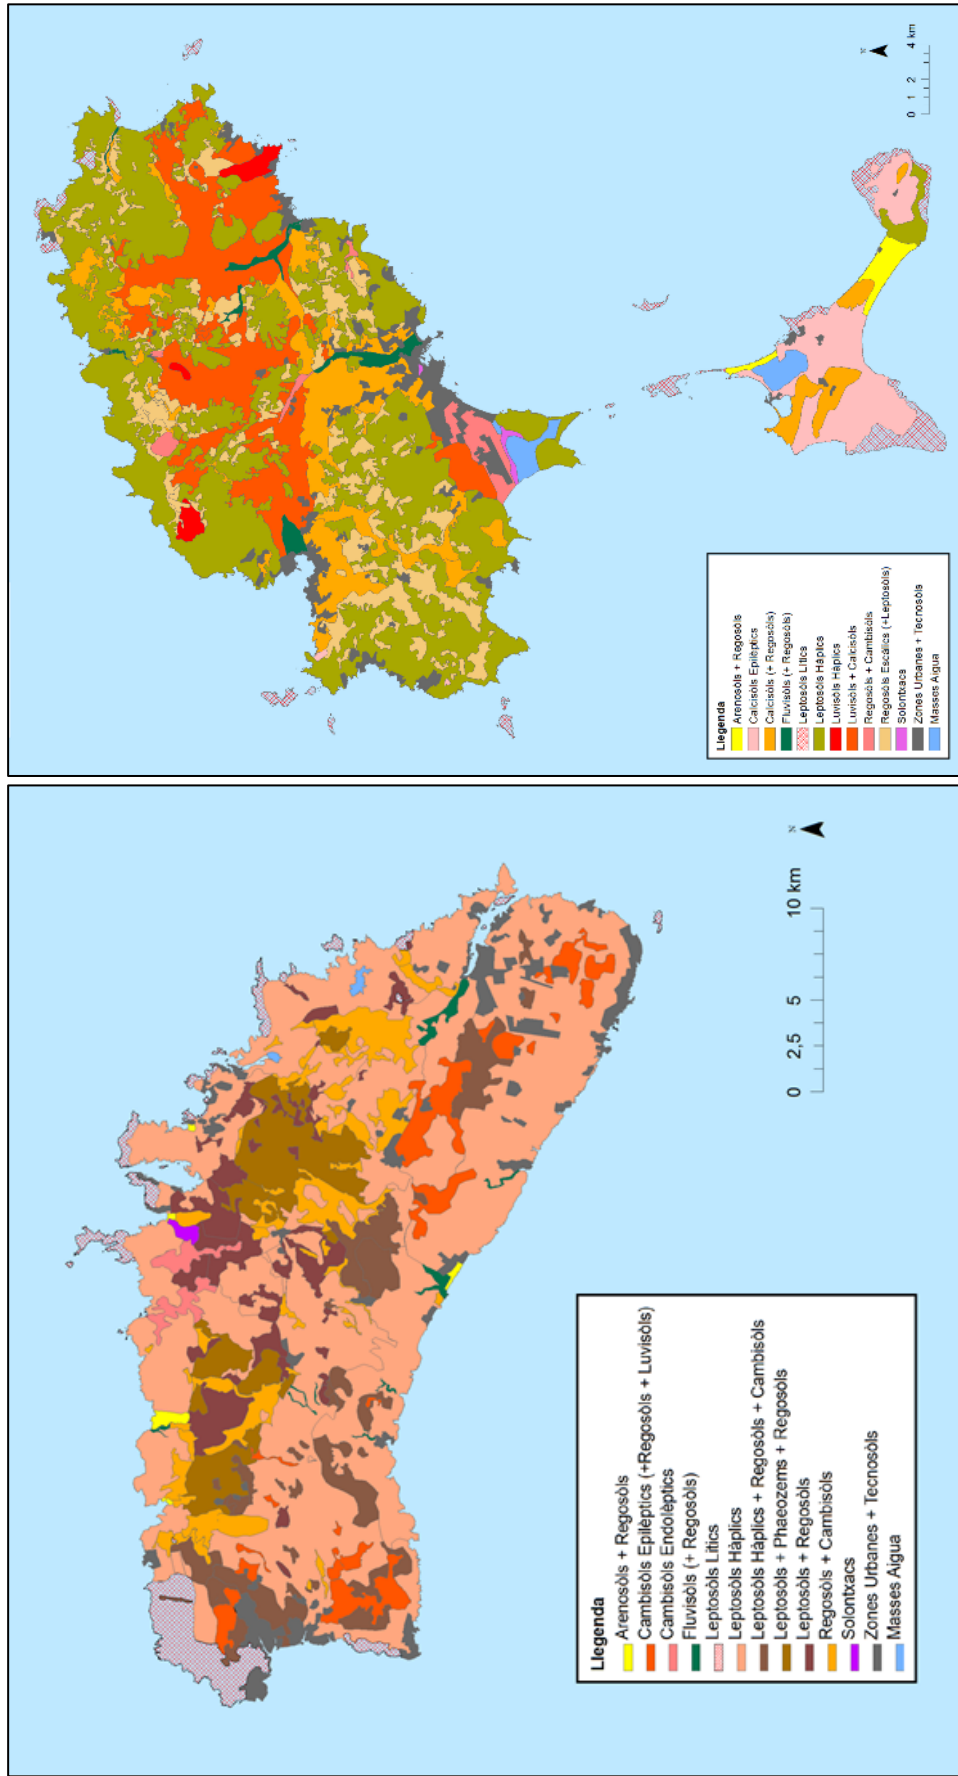 Llegenda
Arenosòls + Regosòls
Cambisòls Epilèptics (+Regosòls + Luvisòls)
Cambisòls Endolèptics
Fluvisòls (+ Regosòls)
Leptosòls Lítics
Leptosòls Hàplics
Leptosòls Hàplics + Regosòls + Cambisòls
Leptosòls + Phaeozems + Regosòls
Leptosòls + Regosòls
Regosòls + Cambisòls
Solontxacs
Zones Urbanes + Tecnosòls
Masses Aigua
0 2,5 5 10 km
N
Llegenda
Arenosòls + Regosòls
Calcisòls Epilèptics
Calcisòls (+ Regosòls)
Fluvisòls (+ Regosòls)
Leptosòls Lítics
Leptosòls Hàplics
Luvisòls Hàplics
Luvisòls + Calcisòls
Regosòls + Cambisòls
Regosòls Escàlics (+Leptosòls)
Solontxacs
Zones Urbanes + Tecnosòls
Masses Aigua
0 1 2 4 km
N